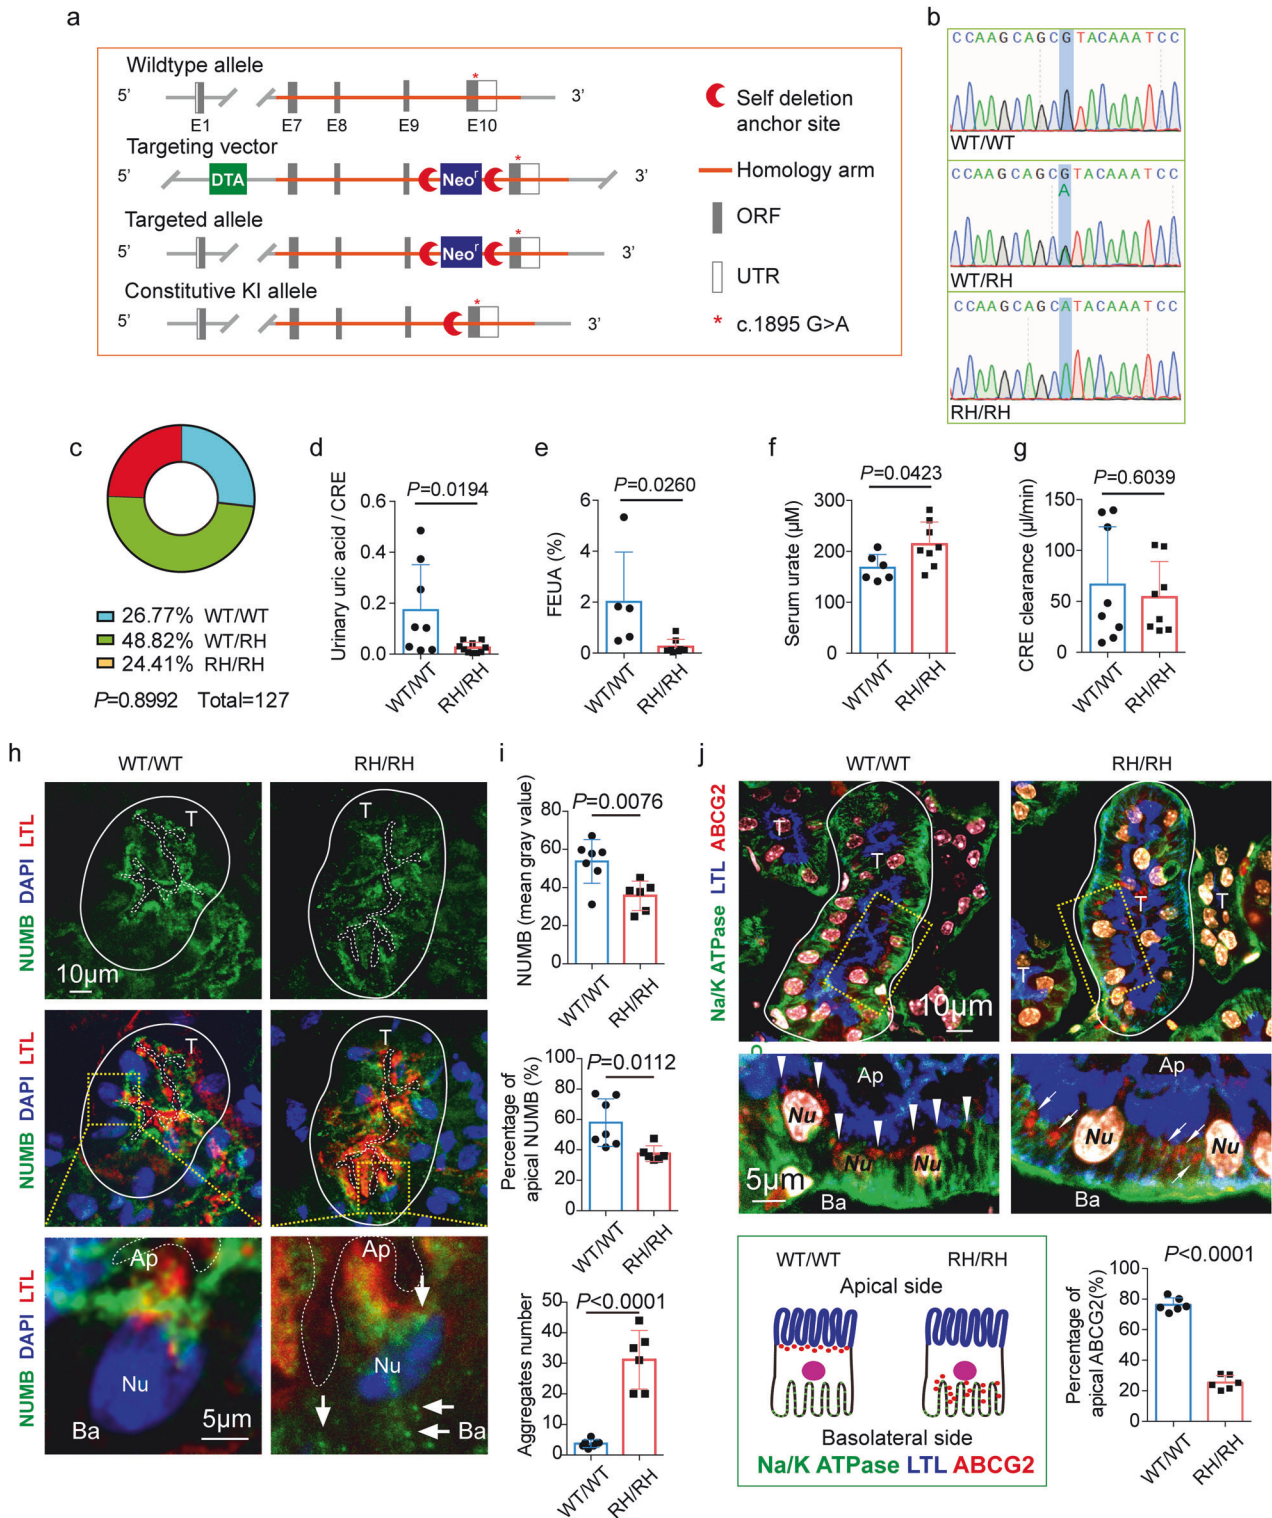 a
Wildtype allele
5’
3’
*
E1
E7
E8
E9
E10
Targeting vector
5’
DTA
Neoʳ
*
3’
Targeted allele
5’
Neoʳ
*
3’
Constitutive KI allele
5’
*
3’
Self deletion
anchor site
Homology arm
ORF
UTR
* c.1895 G>A
b
CCAAGCAGCGTACAAATCC
WT/WT
CCAAGCAGCGTACAAATCC
A
WT/RH
CCAAGCAGCATACAAATCC
RH/RH
c
26.77% WT/WT
48.82% WT/RH
24.41% RH/RH
P=0.8992 Total=127
d
P=0.0194
Urinary uric acid / CRE
0.6
0.4
0.2
0.0
WT/WT
RH/RH
e
P=0.0260
FEUA (%)
6
4
2
0
WT/WT
RH/RH
f
P=0.0423
Serum urate (µM)
300
200
100
0
WT/WT
RH/RH
g
P=0.6039
CRE clearance (µl/min)
150
100
50
0
WT/WT
RH/RH
h
WT/WT
RH/RH
NUMB DAPI LTL
T
10µm
T
NUMB DAPI LTL
T
T
NUMB DAPI LTL
Ap
Nu
Ba
5µm
Ap
Nu
Ba
i
P=0.0076
NUMB (mean gray value)
80
60
40
20
0
WT/WT
RH/RH
P=0.0112
Percentage of
apical NUMB (%)
100
80
60
40
20
0
WT/WT
RH/RH
P<0.0001
Aggregates number
50
40
30
20
10
0
WT/WT
RH/RH
j
WT/WT
RH/RH
Na/K ATPase LTL ABCG2
T
T
10µm
T
T
T
Ap
Nu
Nu
Nu
5µm
Ba
Ap
Nu
Nu
Ba
WT/WT
RH/RH
Apical side
Basolateral side
Na/K ATPase LTL ABCG2
P<0.0001
Percentage of
apical ABCG2(%)
100
80
60
40
20
0
WT/WT
RH/RH